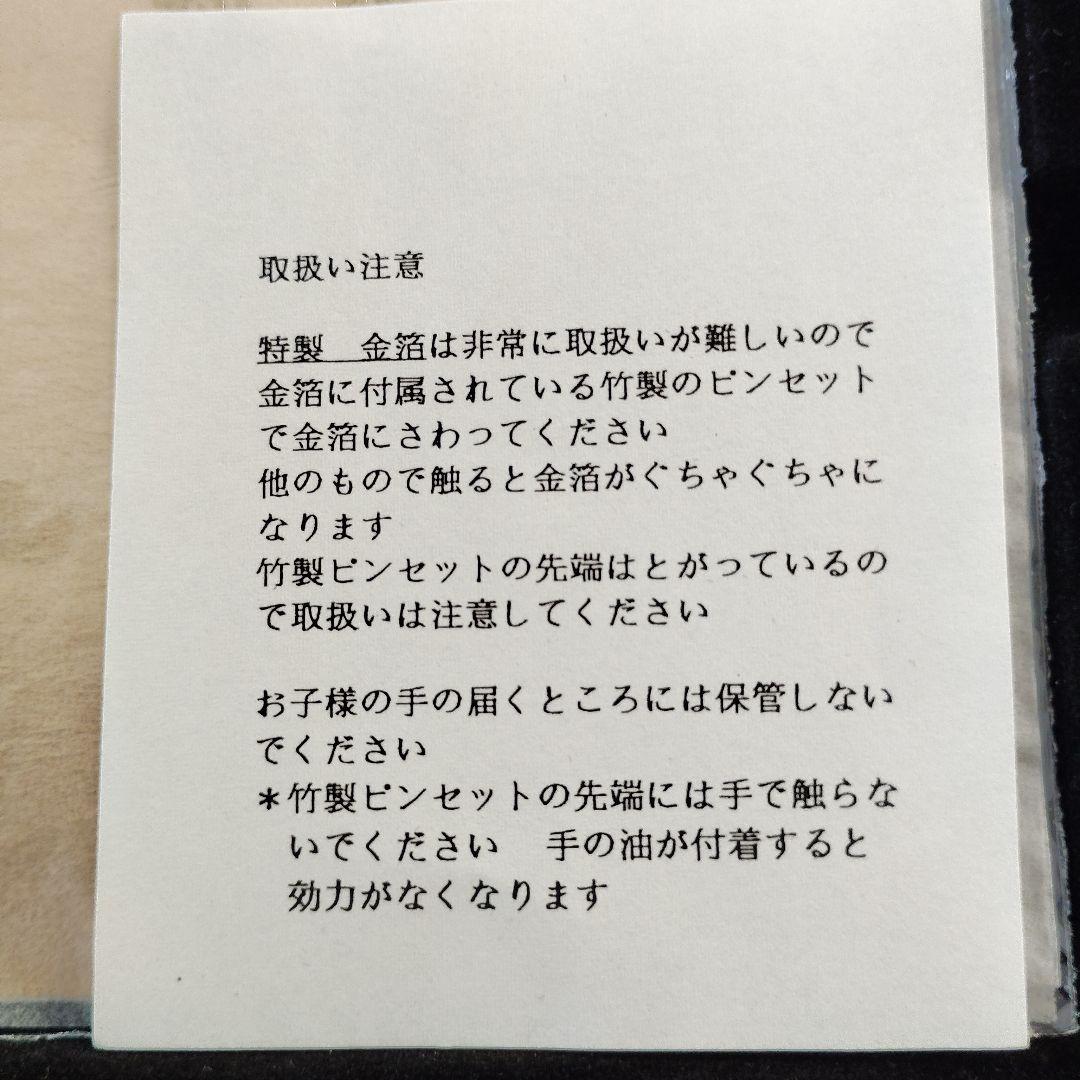 取扱い注意
特製　金箔は非常に取扱いが難しいので
金箔に付属されている竹製のピンセット
で金箔にさわってください
他のもので触ると金箔がぐちゃぐちゃに
なります
竹製ピンセットの先端はとがっているの
で取扱いは注意してください
お子様の手の届くところには保管しない
でください
＊竹製ピンセットの先端には手で触らな
いでください　手の油が付着すると
効力がなくなります